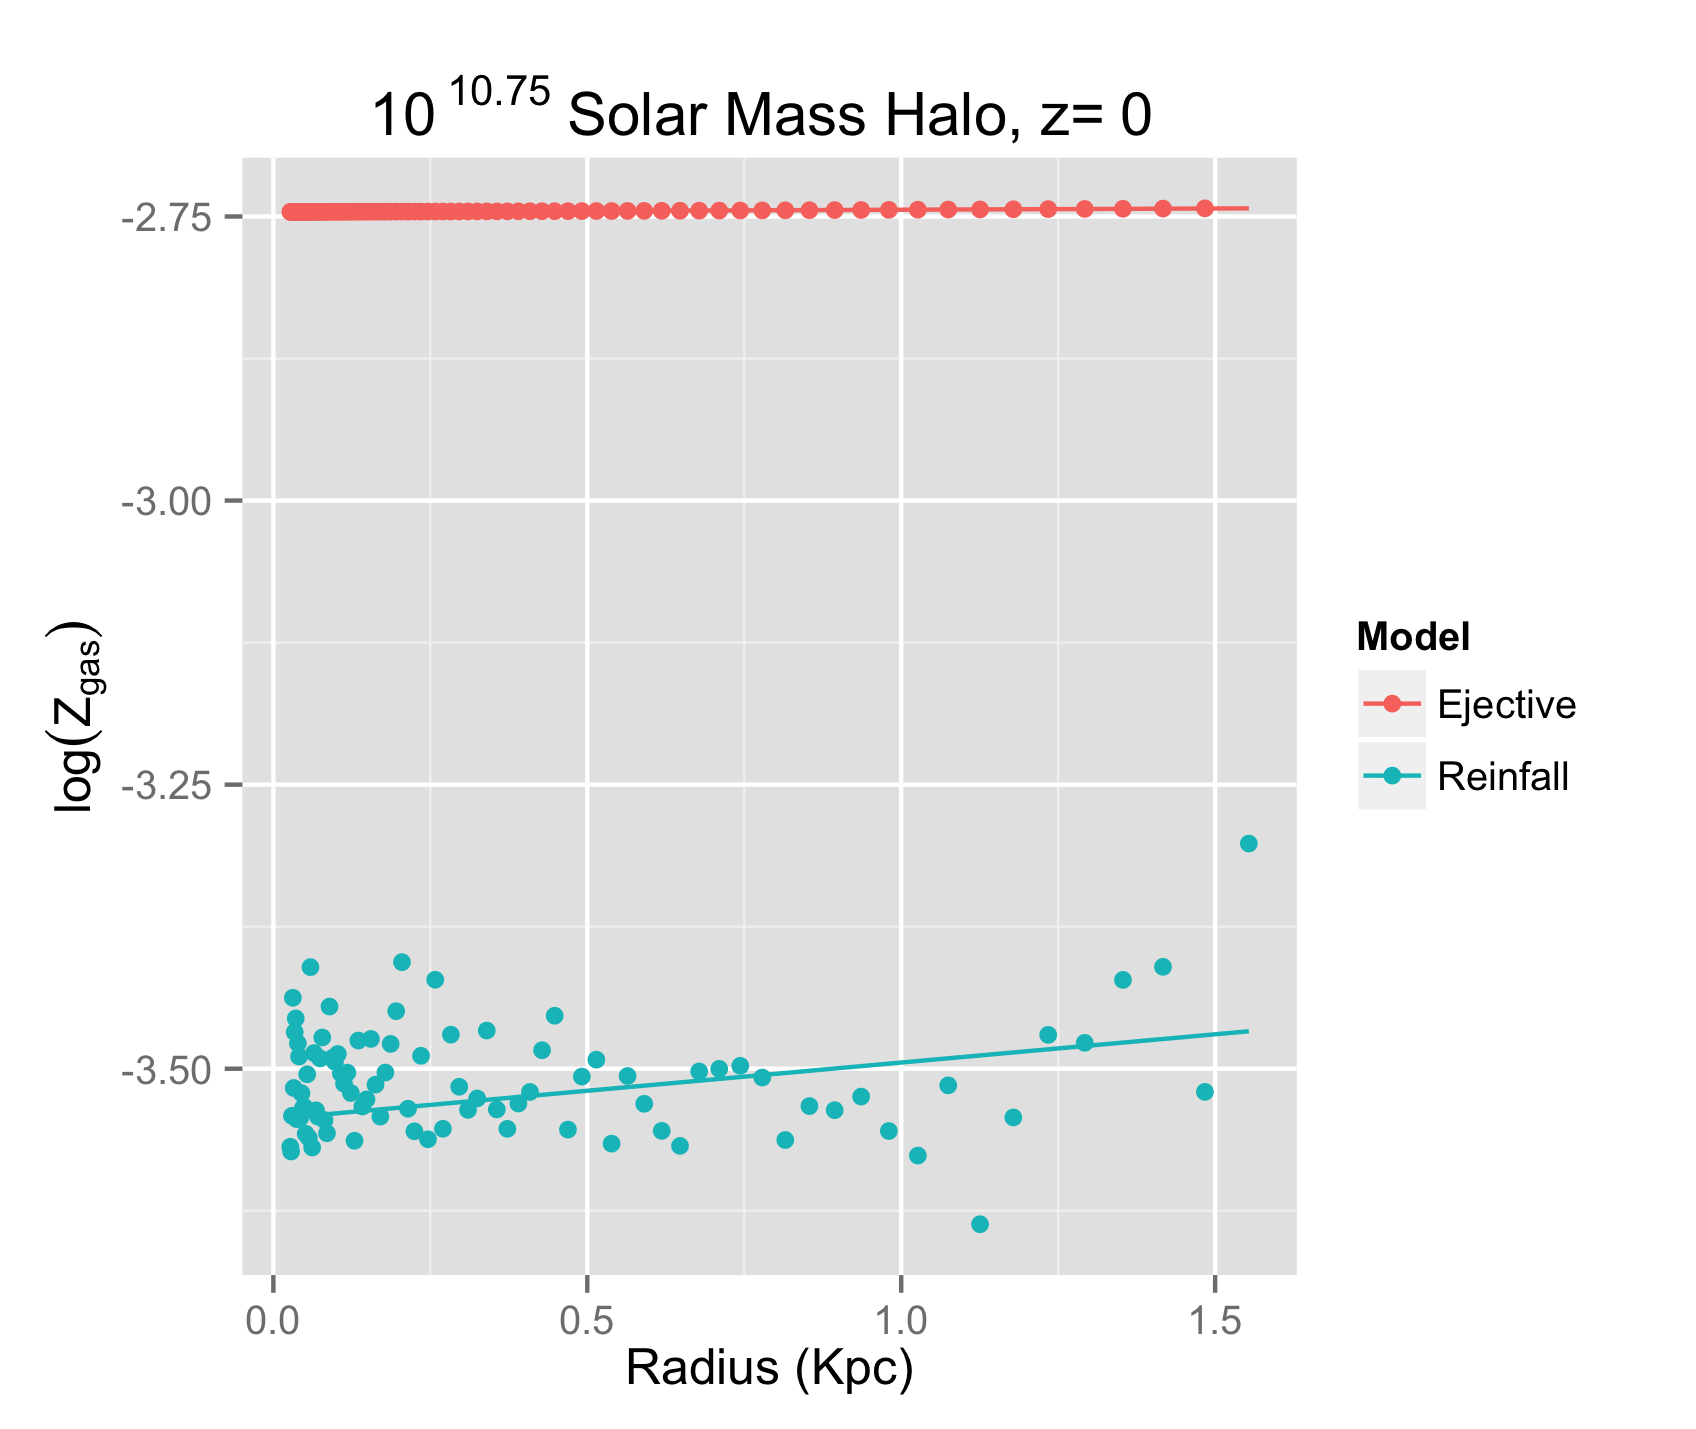 10 10.75 Solar Mass Halo, z= 0
log(Zgas)
-2.75
-3.00
-3.25
-3.50
0.0 0.5 1.0 1.5
Radius (Kpc)
Model
Ejective
Reinfall